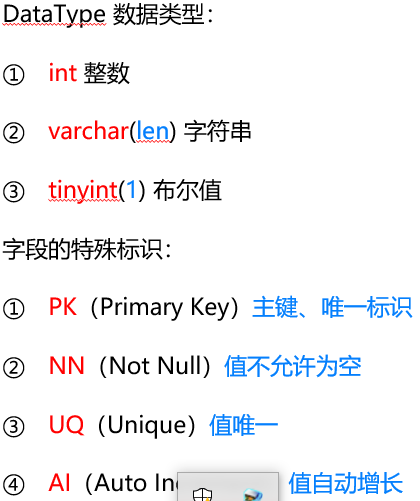 DataType 数据类型：
① int 整数
② varchar(len) 字符串
③ tinyint(1) 布尔值
字段的特殊标识：
① PK（Primary Key）主键、唯一标识
② NN（Not Null）值不允许为空
③ UQ（Unique）值唯一
④ AI（Auto 值自动增长